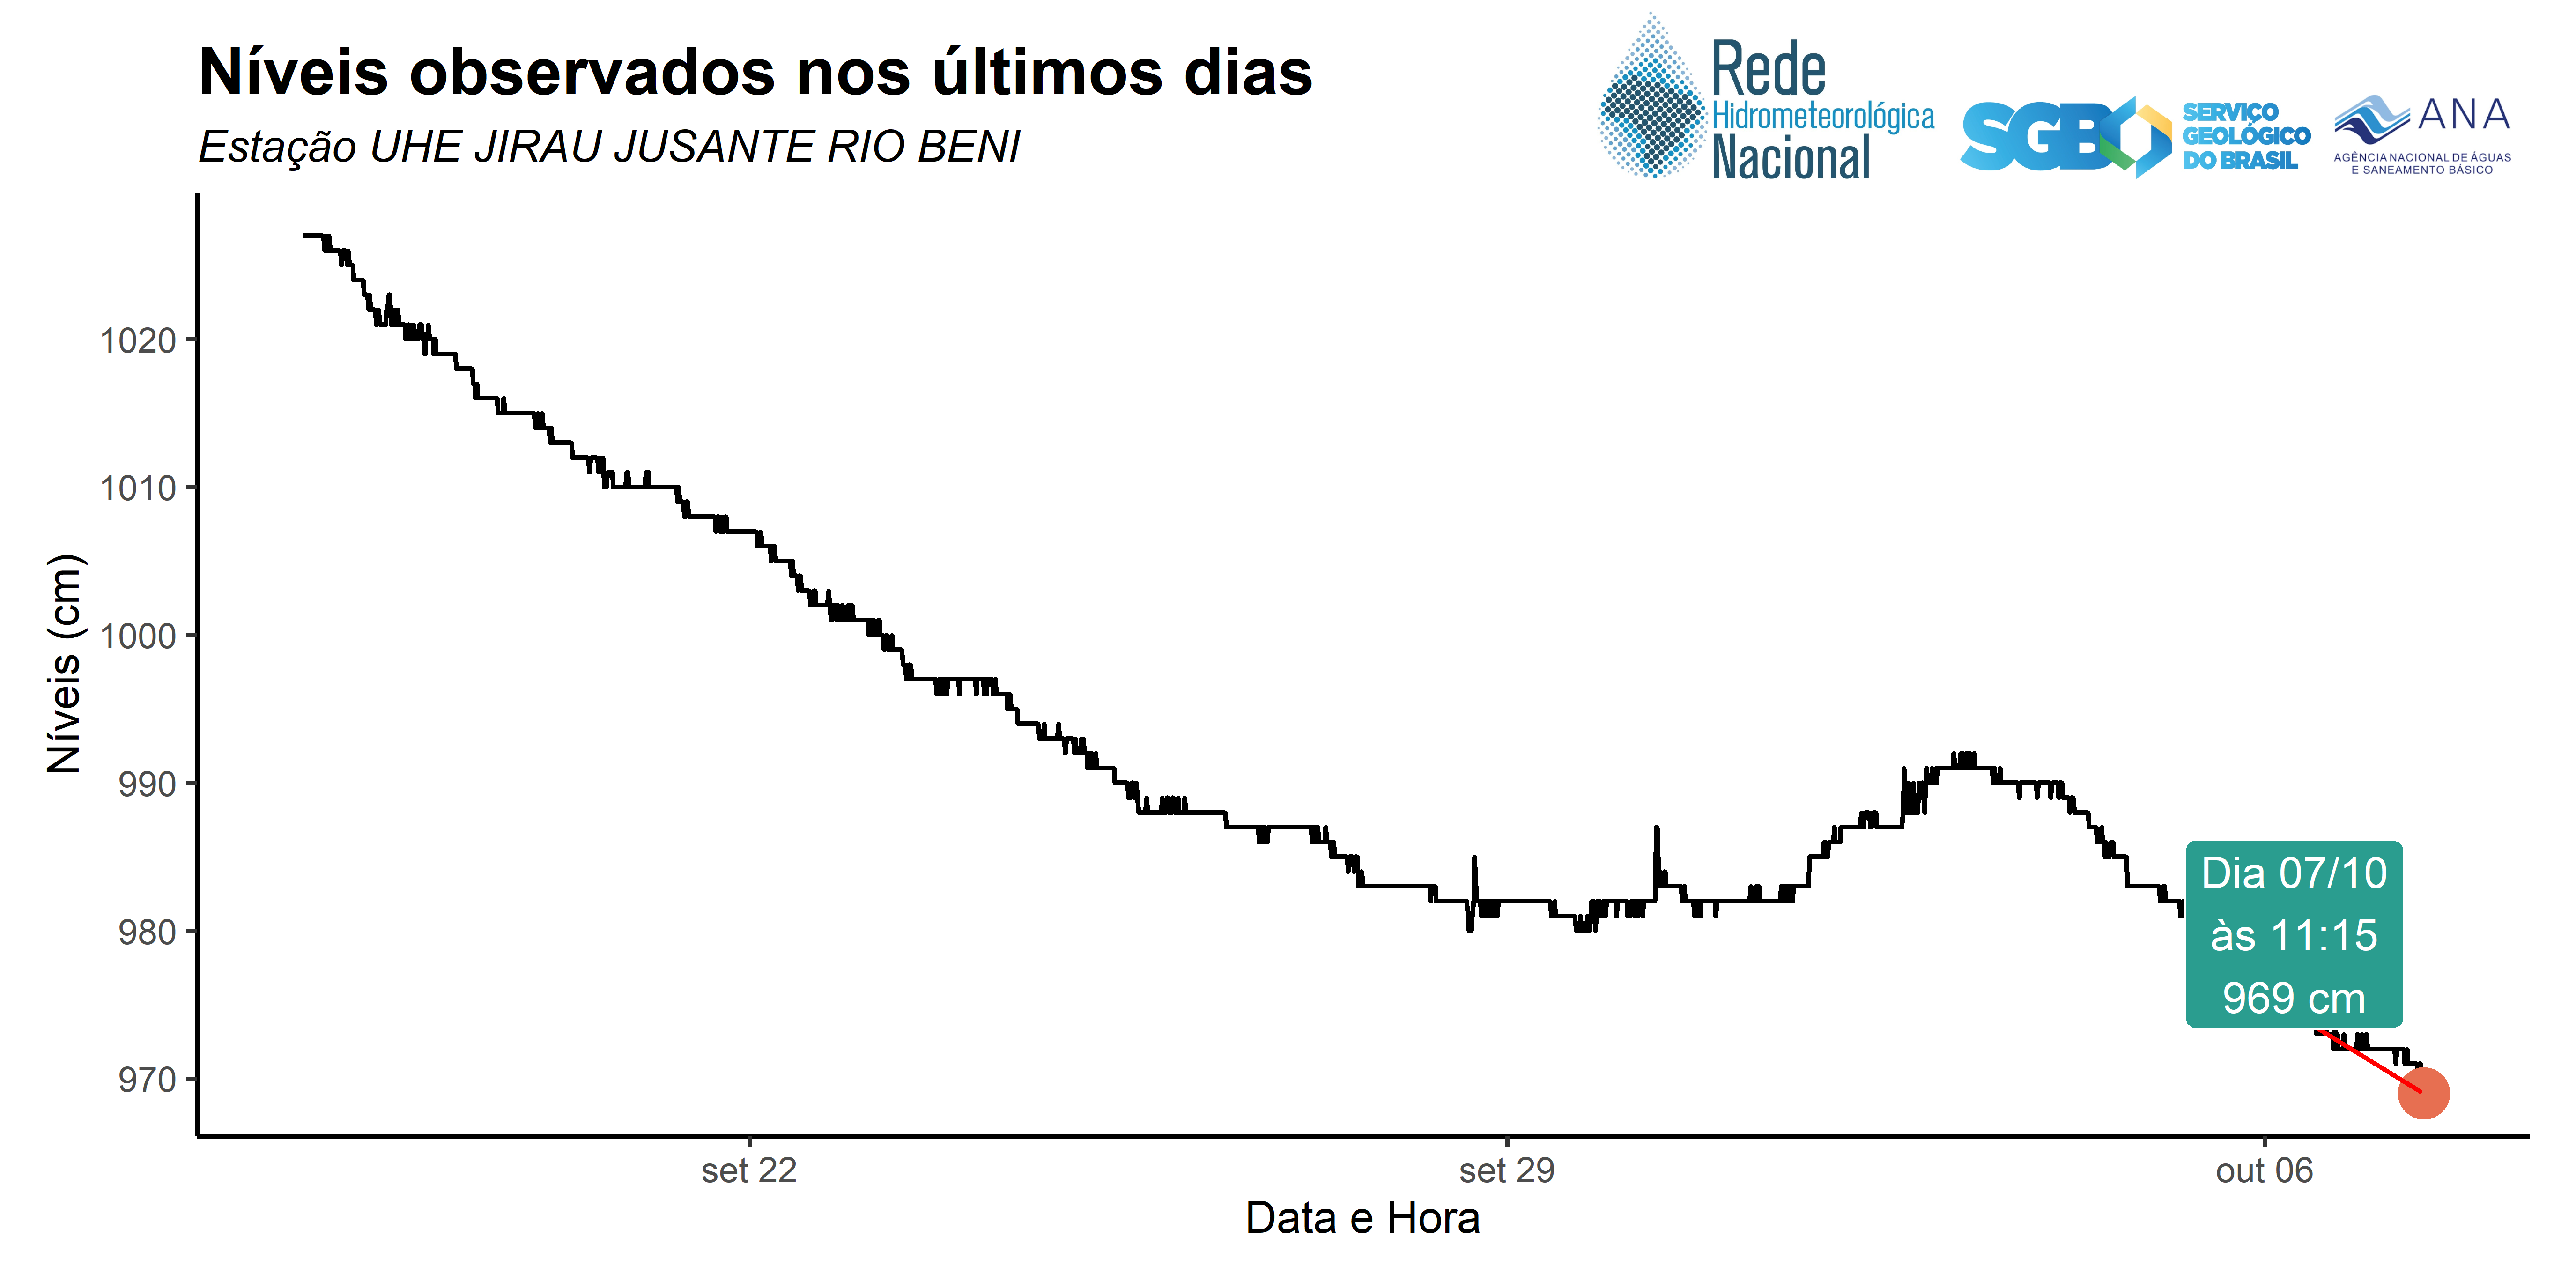 Níveis observados nos últimos dias
Estação UHE JIRAU JUSANTE RIO BENI
Rede
Hidrometeorológica
Nacional
SGB
SERVIÇO
GEOLÓGICO
DO BRASIL
ANA
AGÊNCIA NACIONAL DE ÁGUAS
E SANEAMENTO BÁSICO
Níveis (cm)
1020
1010
1000
990
980
970
Dia 07/10
às 11:15
969 cm
set 22
set 29
out 06
Data e Hora